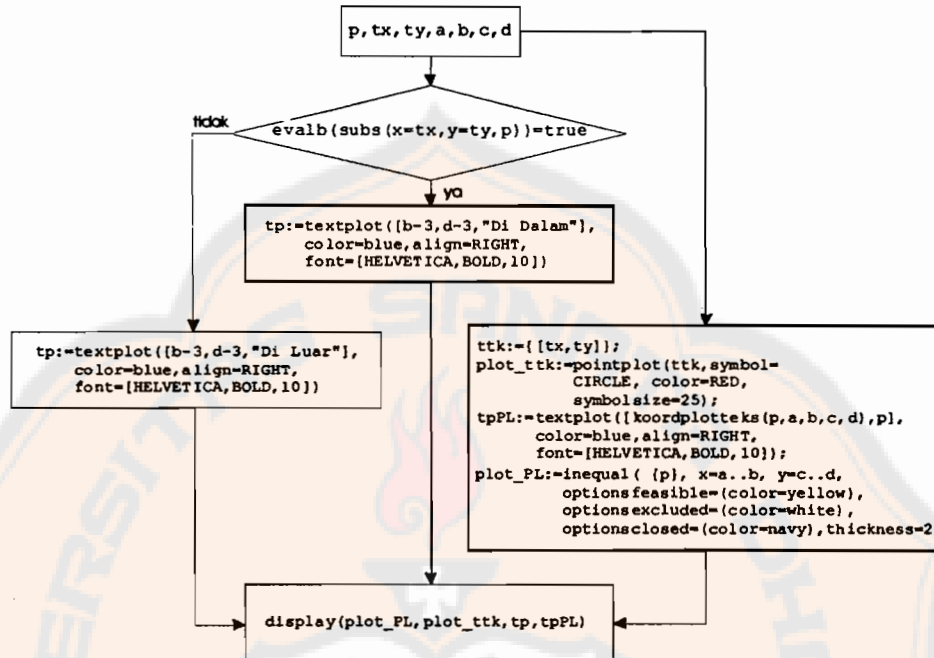 p,tx,ty,a,b,c,d
evalb(subs(x=tx,y=ty,p))=true
tidak
ya
tp:=textplot([b-3,d-3,"Di Dalam"],
color=blue,align=RIGHT,
font=[HELVETICA,BOLD,10])
tp:=textplot([b-3,d-3,"Di Luar"],
color=blue,align=RIGHT,
font=[HELVETICA,BOLD,10])
ttk:={[tx,ty]};
plot_ttk:=pointplot(ttk,symbol=
CIRCLE, color=RED,
symbolsize=25);
tpPL:=textplot([koordplotteks(p,a,b,c,d),p],
color=blue,align=RIGHT,
font=[HELVETICA,BOLD,10]);
plot_PL:=inequal( {p}, x=a..b, y=c..d,
optionsfeasible=(color=yellow),
optionsexcluded=(color=white),
optionsclosed=(color=navy),thickness=2
display(plot_PL,plot_ttk,tp,tpPL)
ERSITAS SANA
DH